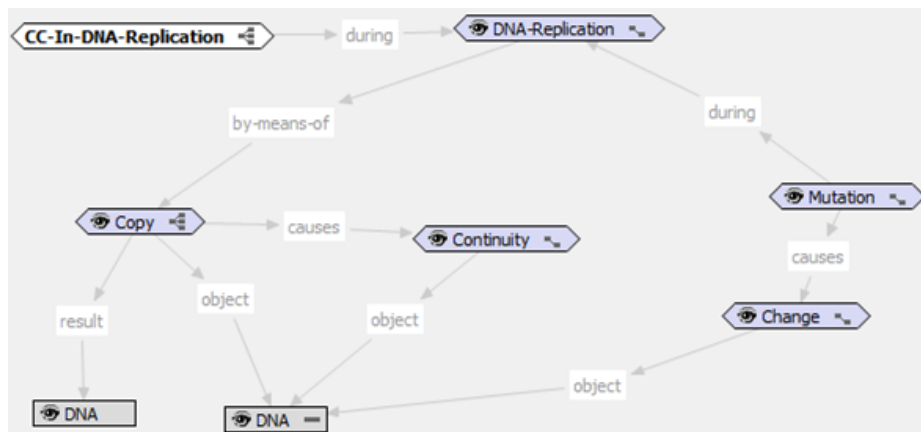 CC-In-DNA-Replication
during
DNA-Replication
by-means-of
during
Mutation
Copy
causes
Continuity
causes
object
result
object
Change
object
DNA
DNA